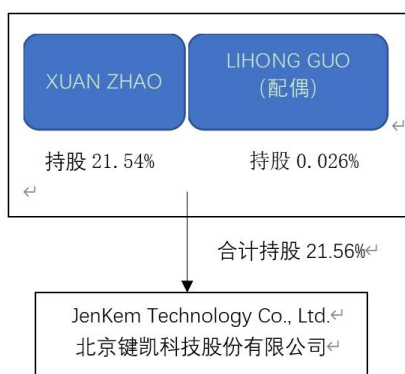 XUAN ZHAO
LIHONG GUO
(配偶)
持股 21.54%
持股 0.026%
合计持股 21.56%
JenKem Technology Co., Ltd.
北京键凯科技股份有限公司